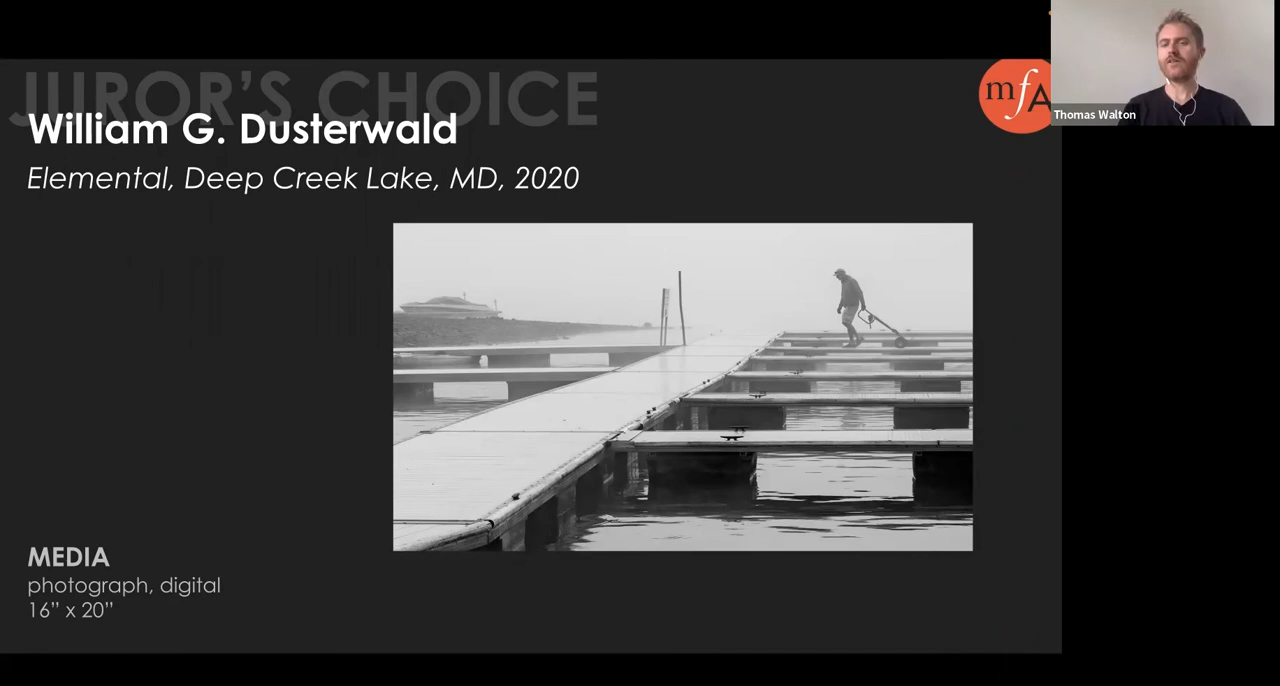 JUROR'S CHOICE
William G. Dusterwald
Elemental, Deep Creek Lake, MD, 2020
mfA
Thomas Walton
MEDIA
photograph, digital
16” x 20”